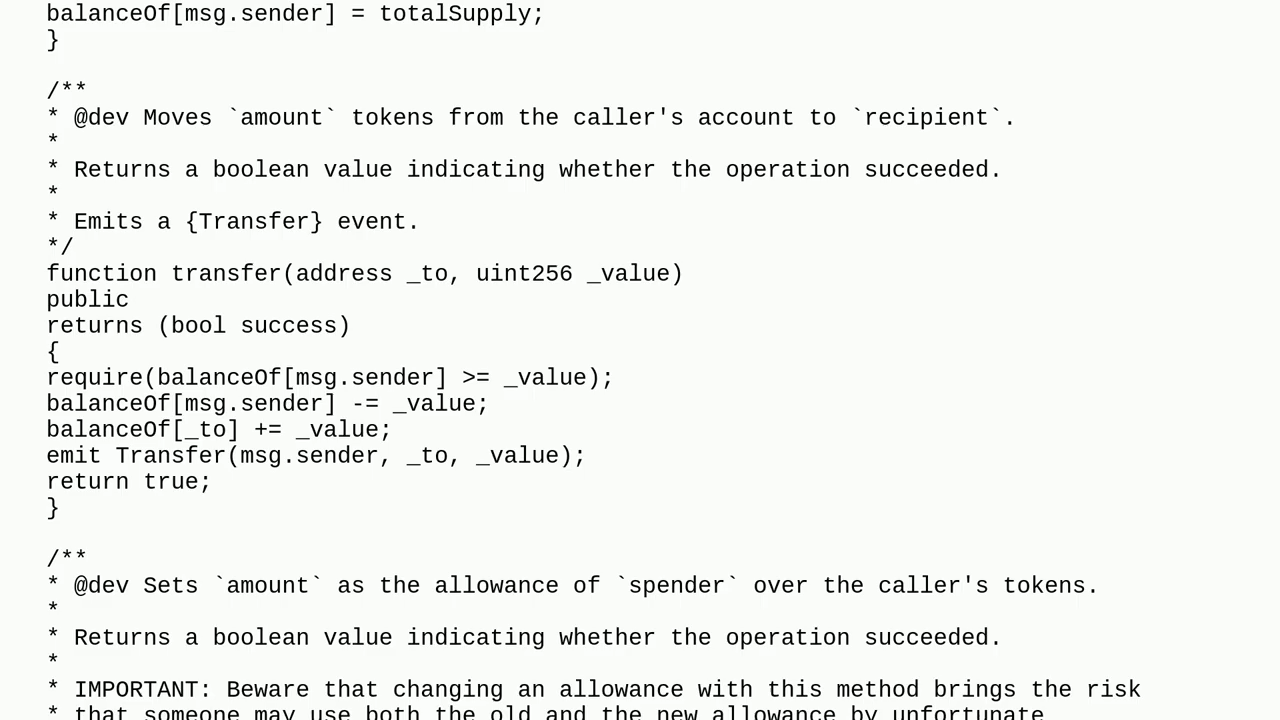 balanceOf[msg.sender] = totalSupply;
}
/**
* @dev Moves `amount` tokens from the caller's account to `recipient`.
*
* Returns a boolean value indicating whether the operation succeeded.
*
* Emits a {Transfer} event.
*/
function transfer(address _to, uint256 _value)
public
returns (bool success)
{
require(balanceOf[msg.sender] >= _value);
balanceOf[msg.sender] -= _value;
balanceOf[_to] += _value;
emit Transfer(msg.sender, _to, _value);
return true;
}
/**
* @dev Sets `amount` as the allowance of `spender` over the caller's tokens.
*
* Returns a boolean value indicating whether the operation succeeded.
*
* IMPORTANT: Beware that changing an allowance with this method brings the risk
* that someone may use both the old and the new allowance by unfortunate